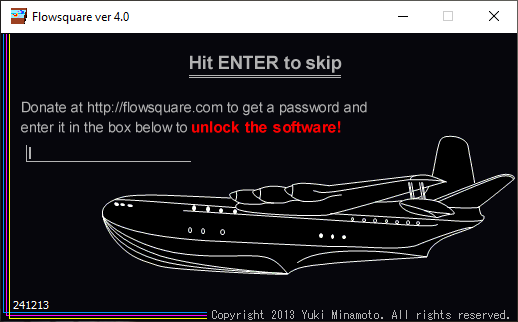 Flowsquare ver 4.0
Hit ENTER to skip
Donate at http://flowsquare.com to get a password and
enter it in the box below to unlock the software!
241213
Copyright 2013 Yuki Minamoto. All rights reserved.